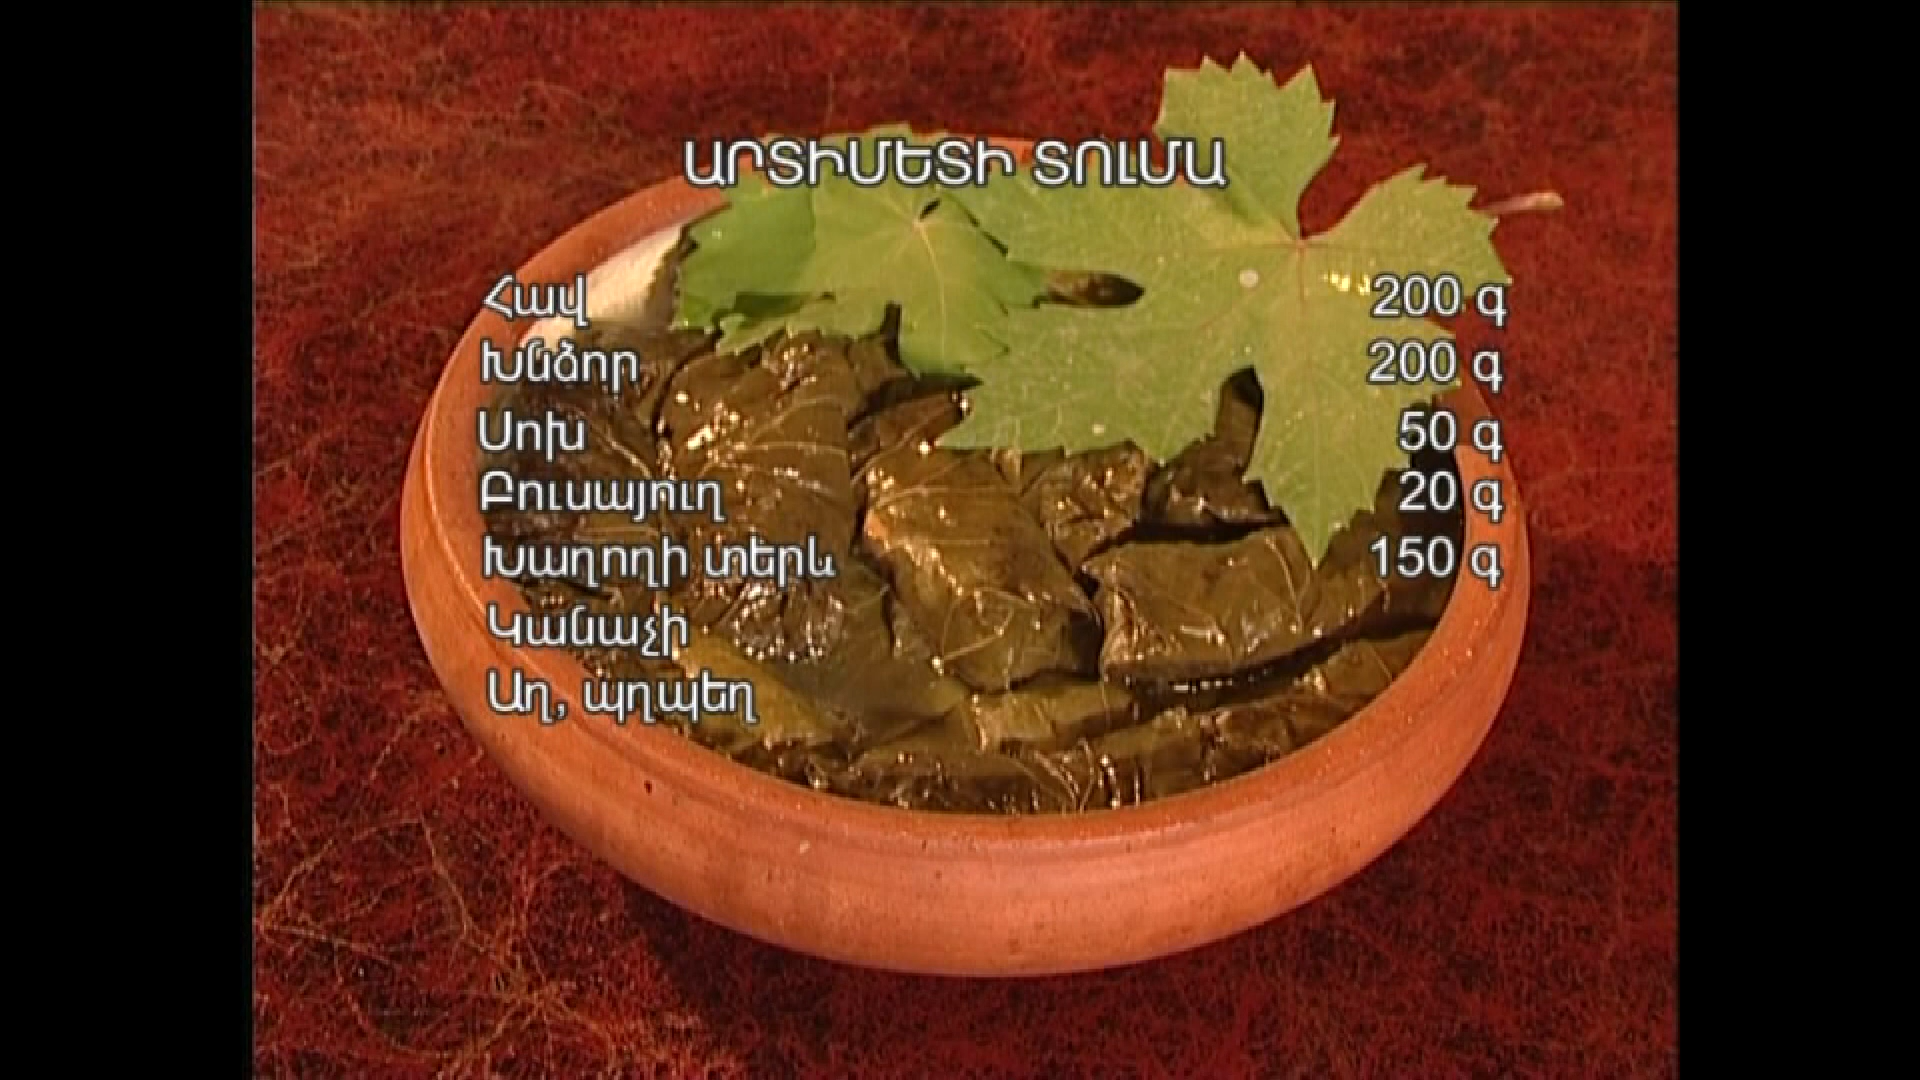 ԱՐՏԻՄԵՏԻ ՏՈԼՄԱ
Հավ 200 գ
Խնձոր 200 գ
Սոխ 50 գ
Բուսայուղ 20 գ
Խաղողի տերև 150 գ
Կանաչի
Աղ, պղպեղ